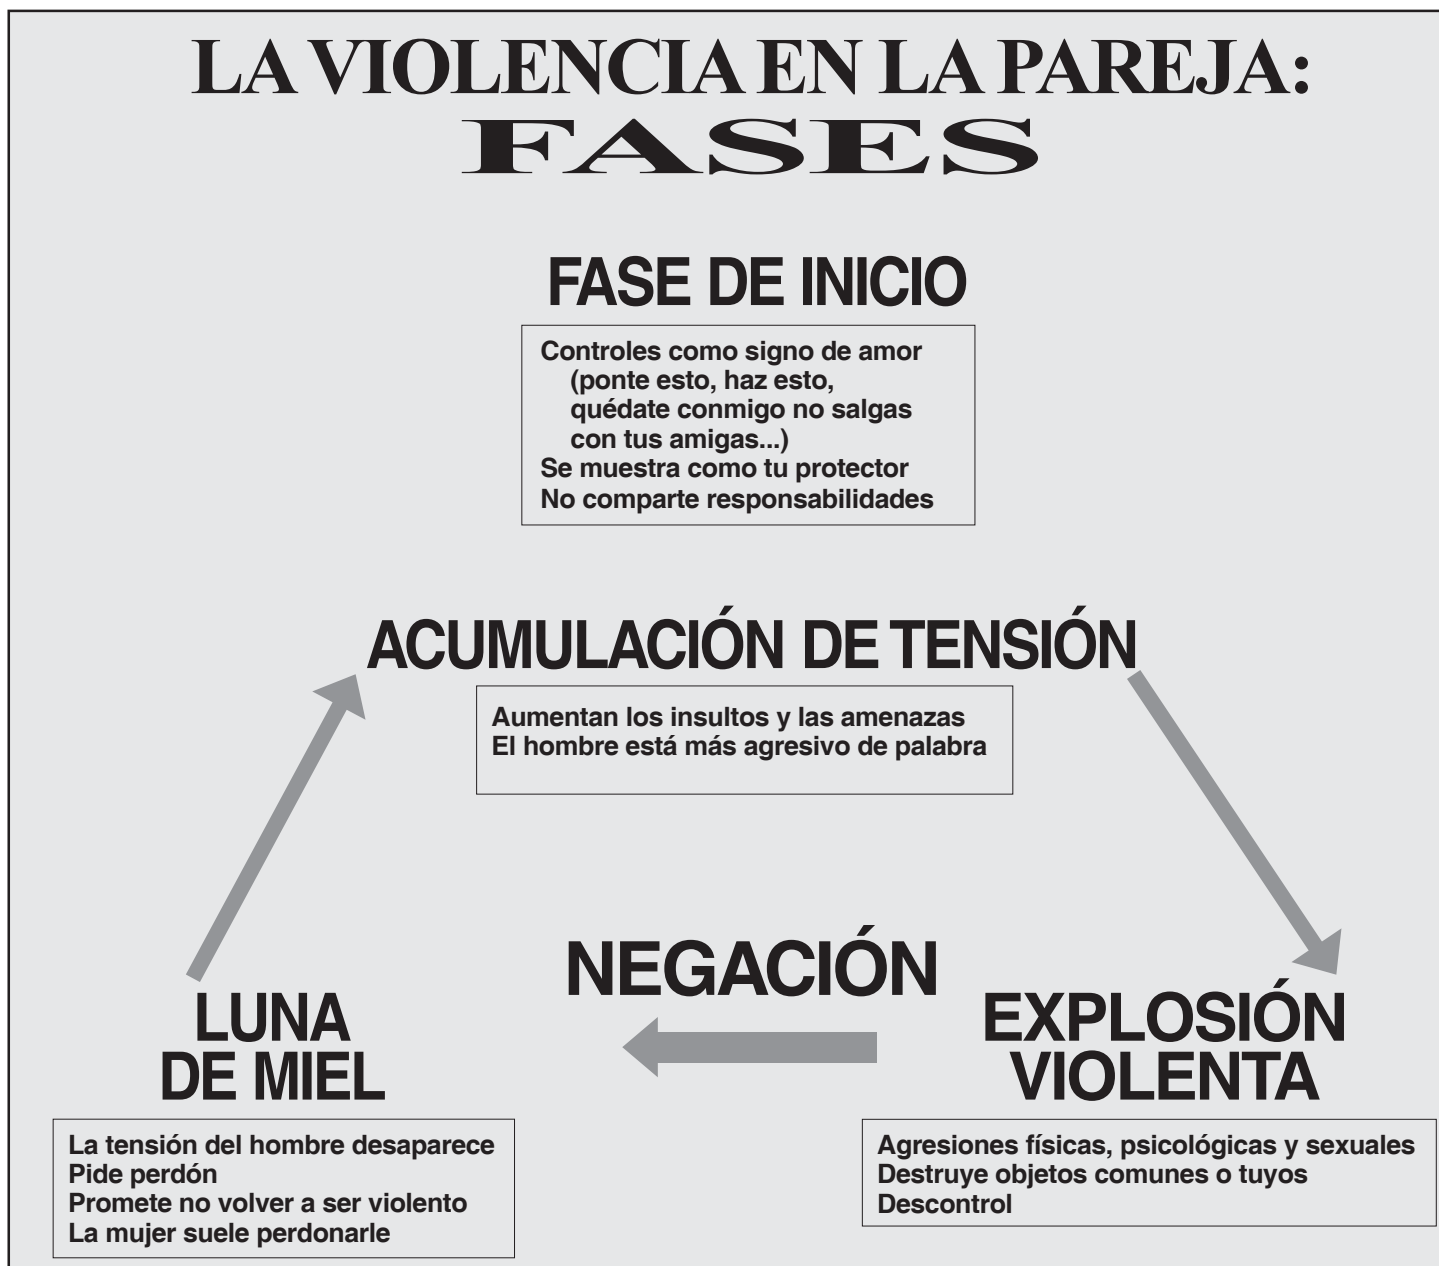 LA VIOLENCIA EN LA PAREJA:
FASES
FASE DE INICIO
Controles como signo de amor
(ponte esto, haz esto,
quédate conmigo no salgas
con tus amigas...)
Se muestra como tu protector
No comparte responsabilidades
ACUMULACIÓN DE TENSIÓN
Aumentan los insultos y las amenazas
El hombre está más agresivo de palabra
NEGACIÓN
LUNA
DE MIEL
La tensión del hombre desaparece
Pide perdón
Promete no volver a ser violento
La mujer suele perdonarle
EXPLOSIÓN
VIOLENTA
Agresiones físicas, psicológicas y sexuales
Destruye objetos comunes o tuyos
Descontrol